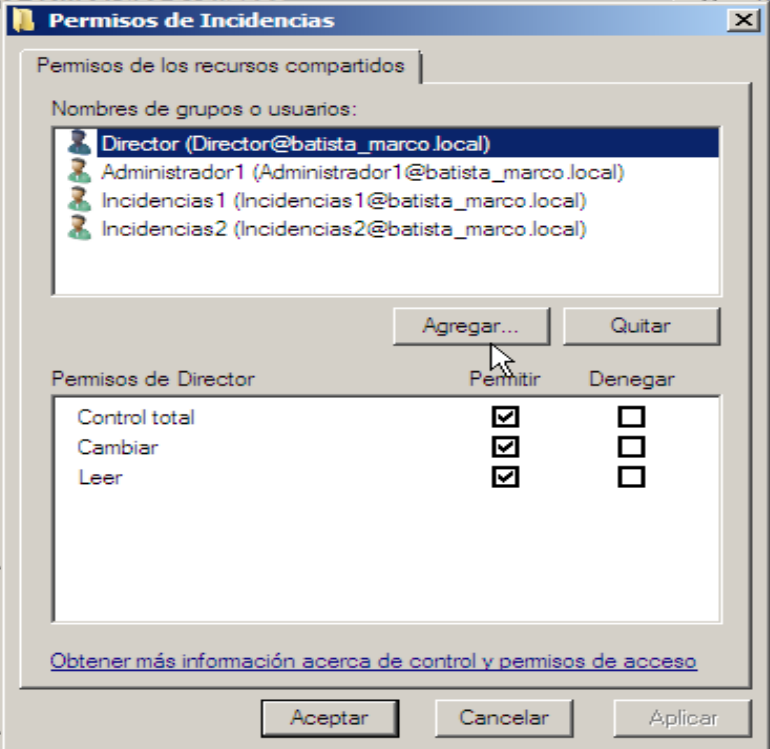 Permisos de Incidencias
Permisos de los recursos compartidos
Nombres de grupos o usuarios:
Director (Director@batista_marco.local)
Administrador1 (Administrador1@batista_marco.local)
Incidencias1 (Incidencias1@batista_marco.local)
Incidencias2 (Incidencias2@batista_marco.local)
Agregar... Quitar
Permisos de Director Permitir Denegar
Control total
Cambiar
Leer
Obtener más información acerca de control y permisos de acceso
Aceptar Cancelar Aplicar